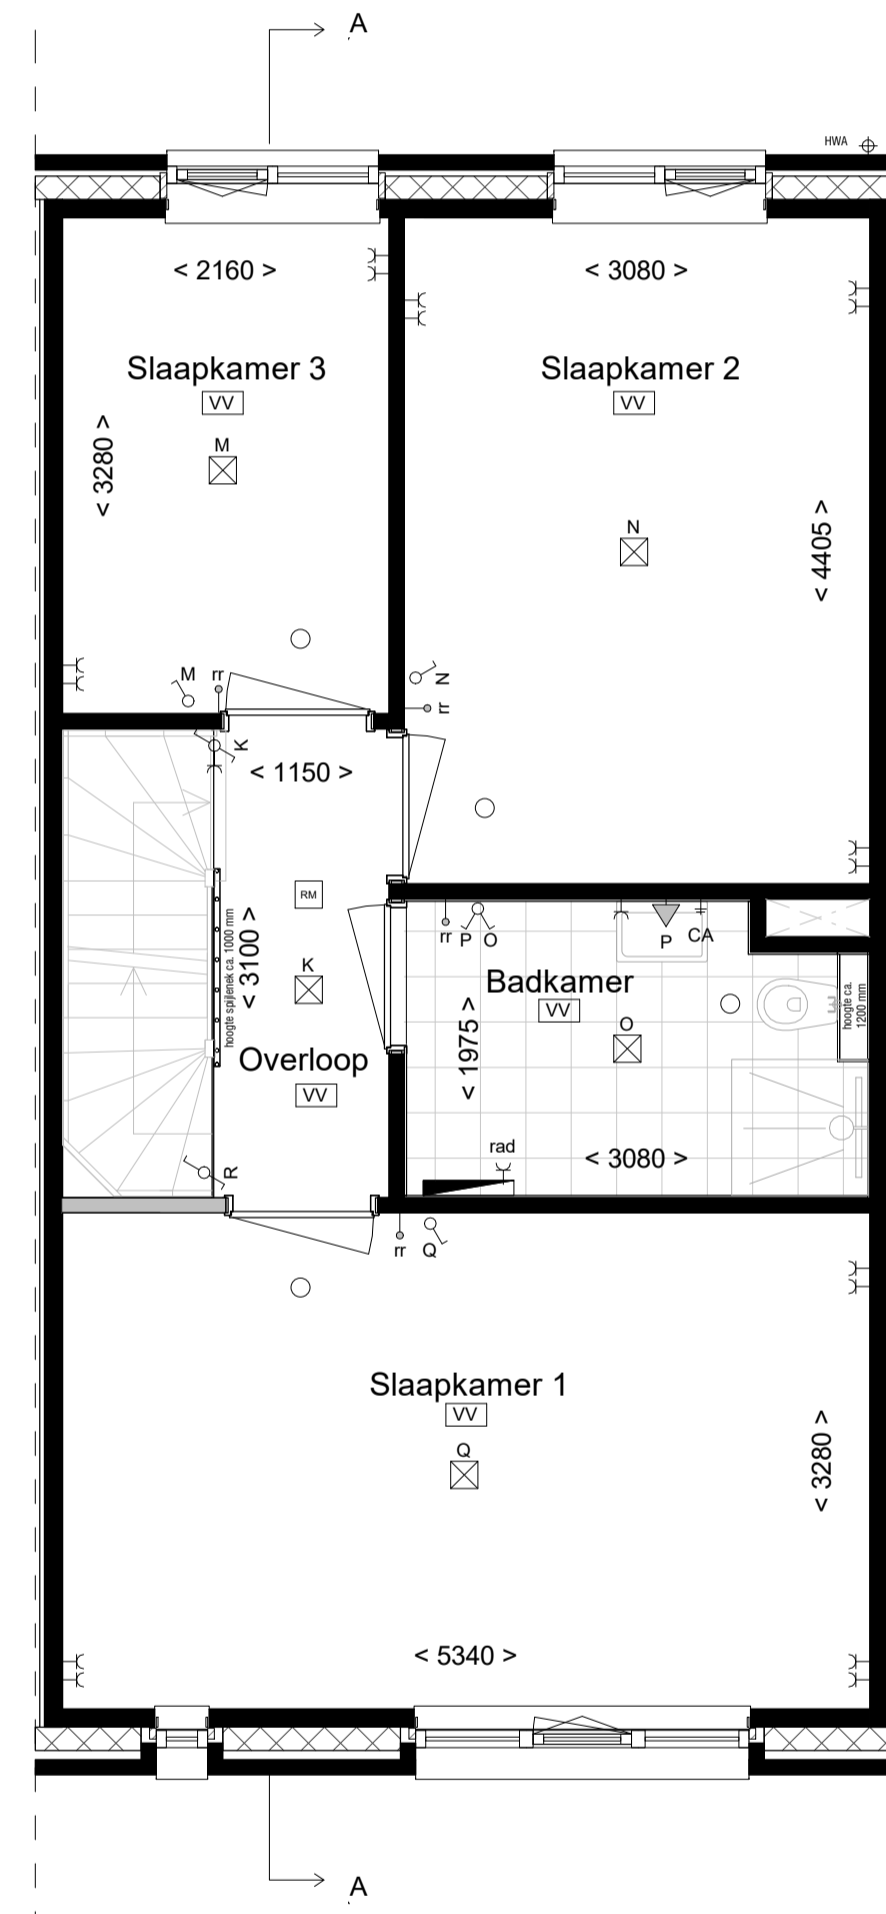 A
HWA
< 2160 >
< 3080 >
Slaapkamer 3
Slaapkamer 2
VV
VV
< 3280 >
M
< 4405 >
N
M
rr
N
rr
K
< 1150 >
RM
hoogte spijlenek ca. 1000 mm
< 3100 >
K
Overloop
VV
R
rr
P
O
P
CA
Badkamer
VV
hoogte ca.
1200 mm
< 1975 >
O
rad
< 3080 >
rr
Q
Slaapkamer 1
VV
Q
< 3280 >
< 5340 >
A